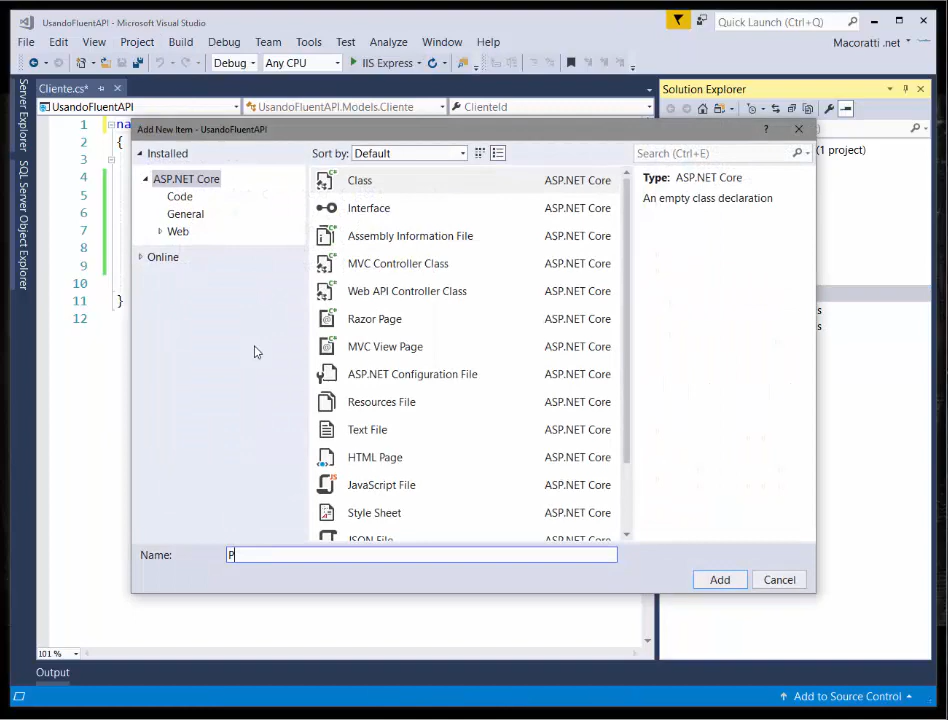 UsandoFluentAPI - Microsoft Visual Studio
Quick Launch (Ctrl+Q)
File Edit View Project Build Debug Team Tools Test Analyze Window Help
Macoratti .net
Debug Any CPU IIS Express
Server Explorer
SQL Server Object Explorer
Cliente.cs*
Solution Explorer
UsandoFluentAPI UsandoFluentAPI.Models.Cliente ClienteId
1 na
2 {
3
4
5
6
7
8
9
10
11 }
12
(1 project)
s
s
Add New Item - UsandoFluentAPI
? ×
Installed
Sort by: Default
Search (Ctrl+E)
ASP.NET Core
Code
General
Web
Online
Class ASP.NET Core
Interface ASP.NET Core
Assembly Information File ASP.NET Core
MVC Controller Class ASP.NET Core
Web API Controller Class ASP.NET Core
Razor Page ASP.NET Core
MVC View Page ASP.NET Core
ASP.NET Configuration File ASP.NET Core
Resources File ASP.NET Core
Text File ASP.NET Core
HTML Page ASP.NET Core
JavaScript File ASP.NET Core
Style Sheet ASP.NET Core
JSON File ASP.NET Core
Type: ASP.NET Core
An empty class declaration
Name: P
Add Cancel
101 %
Output
Add to Source Control